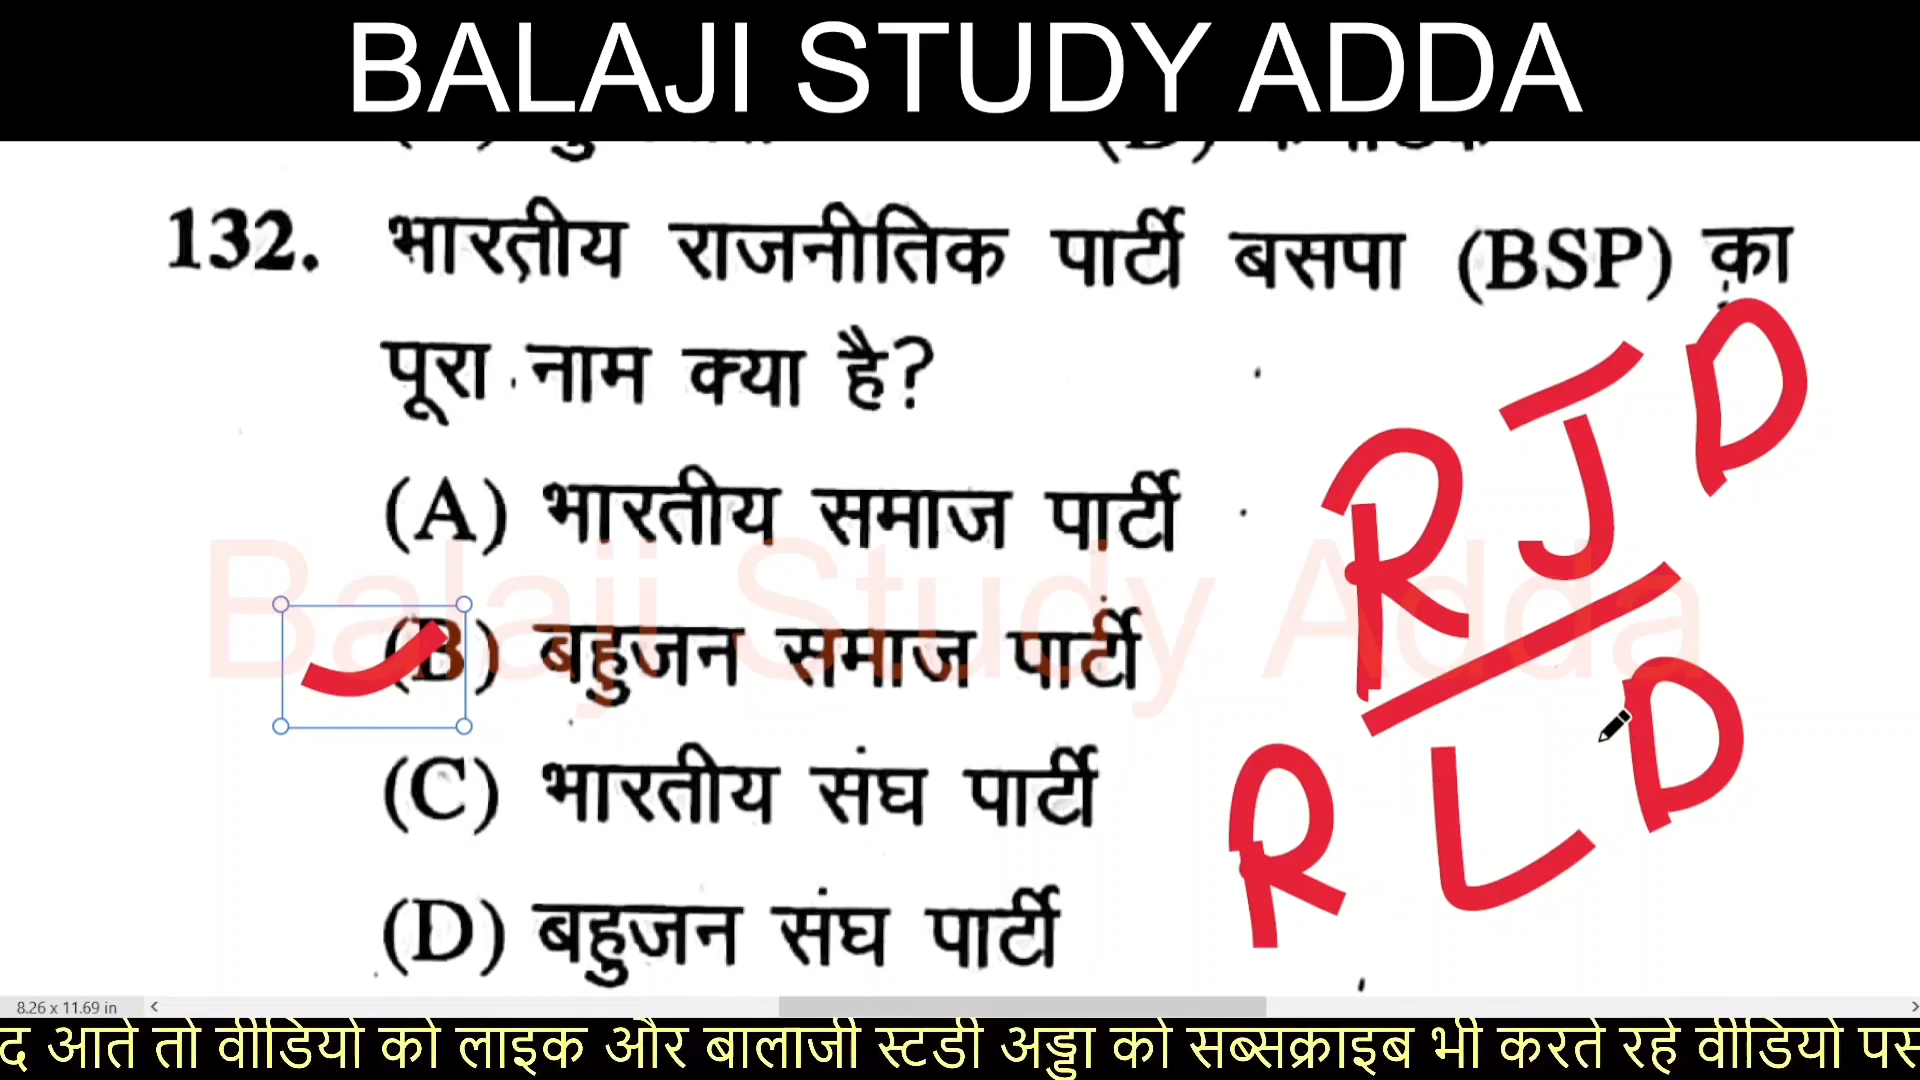 BALAJI STUDY ADDA
132. भारतीय राजनीतिक पार्टी बसपा (BSP) का
पूरा नाम क्या है?
(A) भारतीय समाज पार्टी
(B) बहुजन समाज पार्टी
(C) भारतीय संघ पार्टी
(D) बहुजन संघ पार्टी
RJD
RLD
Balaji Study Adda
8.26 x 11.69 in
द आते तो वीडियो को लाइक और बालाजी स्टडी अड्डा को सब्सक्राइब भी करते रहे वीडियो पस